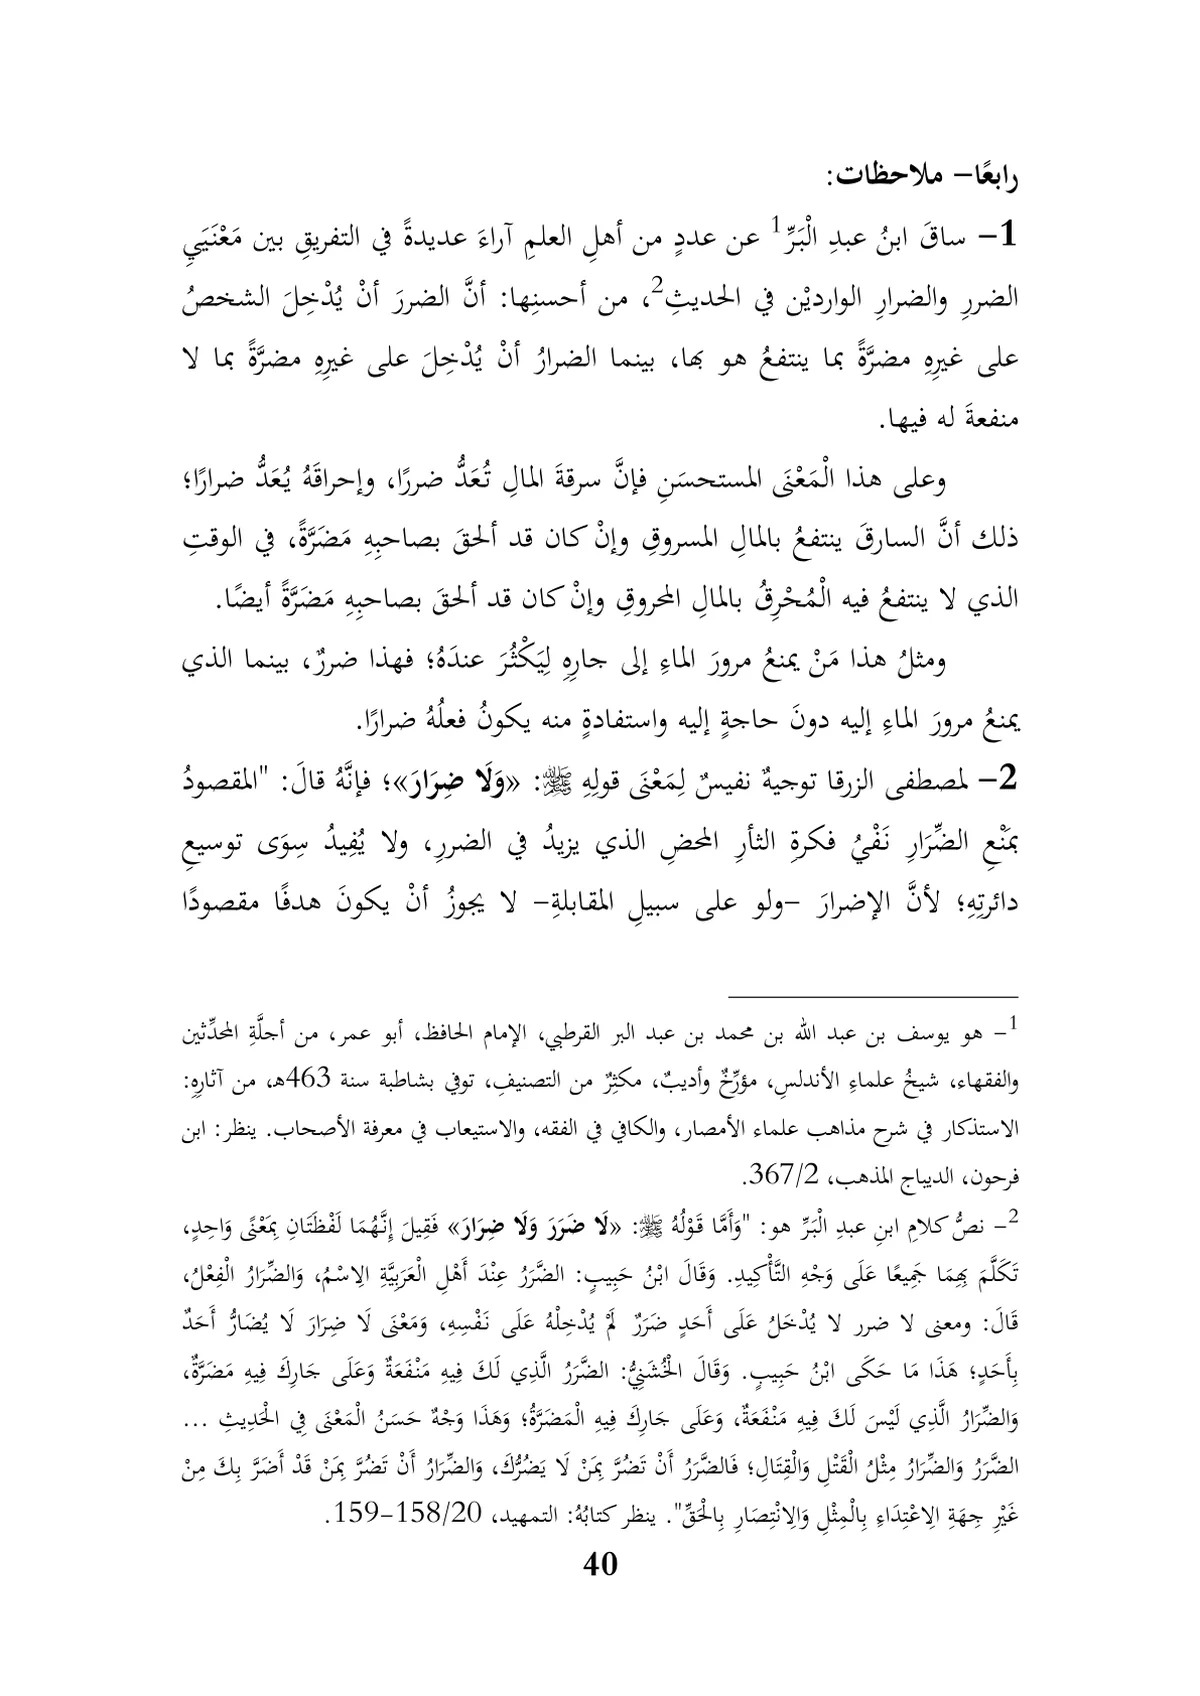 رابعًا- ملاحظات:
1- ساقَ ابنُ عبدِ الْبَرِّ1 عن عددٍ من أهلِ العلمِ آراءَ عديدةً في التفريقِ بين مَعْنَيَيِ
الضررِ والضرارِ الوارديْن في الحديثِ2، من أحسنِها: أنَّ الضررَ أنْ يُدْخِلَ الشخصُ
على غيرِهِ مضرَّةً بما ينتفعُ هو بها، بينما الضرارُ أنْ يُدْخِلَ على غيرِهِ مضرَّةً بما لا
منفعةَ له فيها.
وعلى هذا الْمَعْنَى المستحسَنِ فإنَّ سرقةَ المالِ تُعَدُّ ضررًا، وإحراقَهُ يُعَدُّ ضرارًا؛
ذلك أنَّ السارقَ ينتفعُ بالمالِ المسروقِ وإنْ كان قد ألحقَ بصاحبِهِ مَضَرَّةً، في الوقتِ
الذي لا ينتفعُ فيه الْمُحْرِقُ بالمالِ المحروقِ وإنْ كان قد ألحقَ بصاحبِهِ مَضَرَّةً أيضًا.
ومثلُ هذا مَنْ يمنعُ مرورَ الماءِ إلى جارِهِ لِيَكْثُرَ عندَهُ؛ فهذا ضررٌ، بينما الذي
يمنعُ مرورَ الماءِ إليه دونَ حاجةٍ إليه واستفادةٍ منه يكونُ فعلُهُ ضرارًا.
2- لمصطفى الزرقا توجيهٌ نفيسٌ لِمَعْنَى قولِهِ ﷺ: «وَلَا ضِرَارَ»؛ فإنَّهُ قالَ: "المقصودُ
بمَنْعِ الضِّرَارِ نَفْيُ فكرةِ الثأرِ المحضِ الذي يزيدُ في الضررِ، ولا يُفِيدُ سِوَى توسيعِ
دائرتِهِ؛ لأنَّ الإضرارَ -ولو على سبيلِ المقابلةِ- لا يجوزُ أنْ يكونَ هدفًا مقصودًا
1- هو يوسف بن عبد الله بن محمد بن عبد البر القرطبي، الإمام الحافظ، أبو عمر، من أجلَّةِ المحدِّثين
والفقهاء، شيخُ علماءِ الأندلسِ، مؤرِّخٌ وأديبٌ، مكثِرٌ من التصنيفِ، توفي بشاطبة سنة 463هـ، من آثارِهِ:
الاستذكار في شرح مذاهب علماء الأمصار، والكافي في الفقه، والاستيعاب في معرفة الأصحاب. ينظر: ابن
فرحون، الديباج المذهب، 367/2.
2- نصُّ كلامِ ابنِ عبدِ الْبَرِّ هو: "وَأَمَّا قَوْلُهُ ﷺ: «لَا ضَرَرَ وَلَا ضِرَارَ» فَقِيلَ إِنَّهُمَا لَفْظَتَانِ بِمَعْنًى وَاحِدٍ،
تَكَلَّمَ بِهِمَا جَمِيعًا عَلَى وَجْهِ التَّأْكِيدِ. وَقَالَ ابْنُ حَبِيبٍ: الضَّرَرُ عِنْدَ أَهْلِ الْعَرَبِيَّةِ الِاسْمُ، وَالضِّرَارُ الْفِعْلُ،
قَالَ: ومعنى لا ضرر لا يُدْخَلُ عَلَى أَحَدٍ ضَرَرٌ لَمْ يُدْخِلْهُ عَلَى نَفْسِهِ، وَمَعْنَى لَا ضِرَارَ لَا يُضَارُّ أَحَدٌ
بِأَحَدٍ؛ هَذَا مَا حَكَى ابْنُ حَبِيبٍ. وَقَالَ الْخُشَنِيُّ: الضَّرَرُ الَّذِي لَكَ فِيهِ مَنْفَعَةٌ وَعَلَى جَارِكَ فِيهِ مَضَرَّةٌ،
وَالضِّرَارُ الَّذِي لَيْسَ لَكَ فِيهِ مَنْفَعَةٌ، وَعَلَى جَارِكَ فِيهِ الْمَضَرَّةُ؛ وَهَذَا وَجْهٌ حَسَنُ الْمَعْنَى فِي الْحَدِيثِ ...
الضَّرَرُ وَالضِّرَارُ مِثْلُ الْقَتْلِ وَالْقِتَالِ؛ فَالضَّرَرُ أَنْ تَضُرَّ بِمَنْ لَا يَضُرُّكَ، وَالضِّرَارُ أَنْ تَضُرَّ بِمَنْ قَدْ أَضَرَّ بِكَ مِنْ
غَيْرِ جِهَةِ الِاعْتِدَاءِ بِالْمِثْلِ وَالِانْتِصَارِ بِالْحَقِّ". ينظر كتابُهُ: التمهيد، 158/20-159.
40